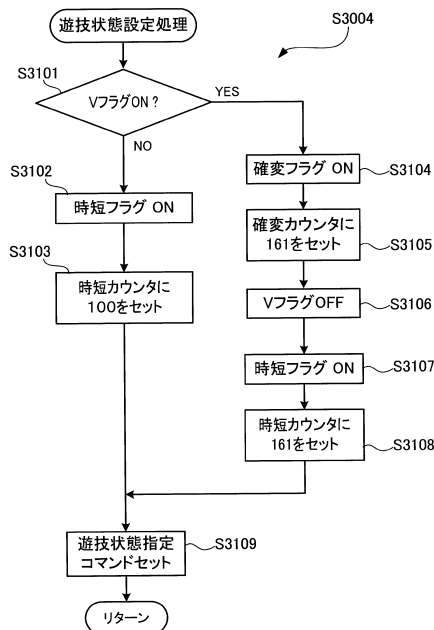 遊技状態設定処理
S3004
S3101
VフラグON?
YES
NO
S3102
時短フラグ ON
S3103
時短カウンタに
100をセット
確変フラグ ON
S3104
確変カウンタに
161をセット
S3105
VフラグOFF
S3106
時短フラグ ON
S3107
時短カウンタに
161をセット
S3108
遊技状態指定
コマンドセット
S3109
リターン